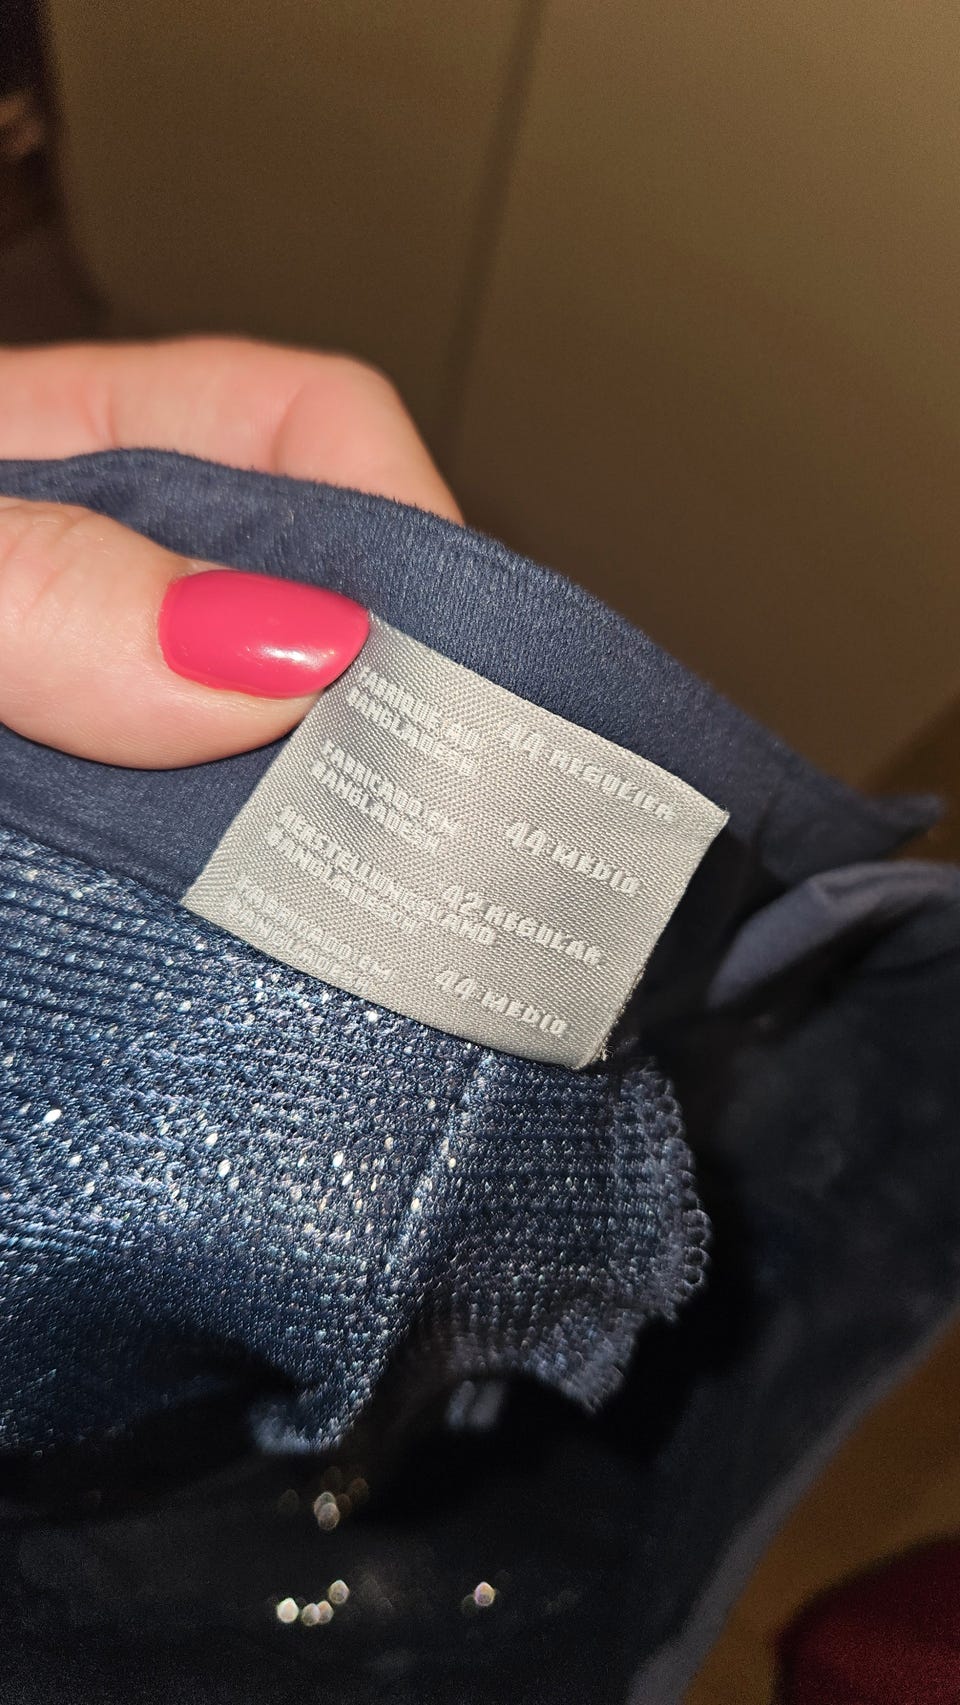 FABRIQUÉ AU
BANGLADESH
44 REGULIER
FABRICADO EN
BANGLADESH
44 MEDIO
HERSTELLUNGSLAND
BANGLADESCH
42 REGULAR
FABRICADO EM
BANGLADESH
44 MEDIO